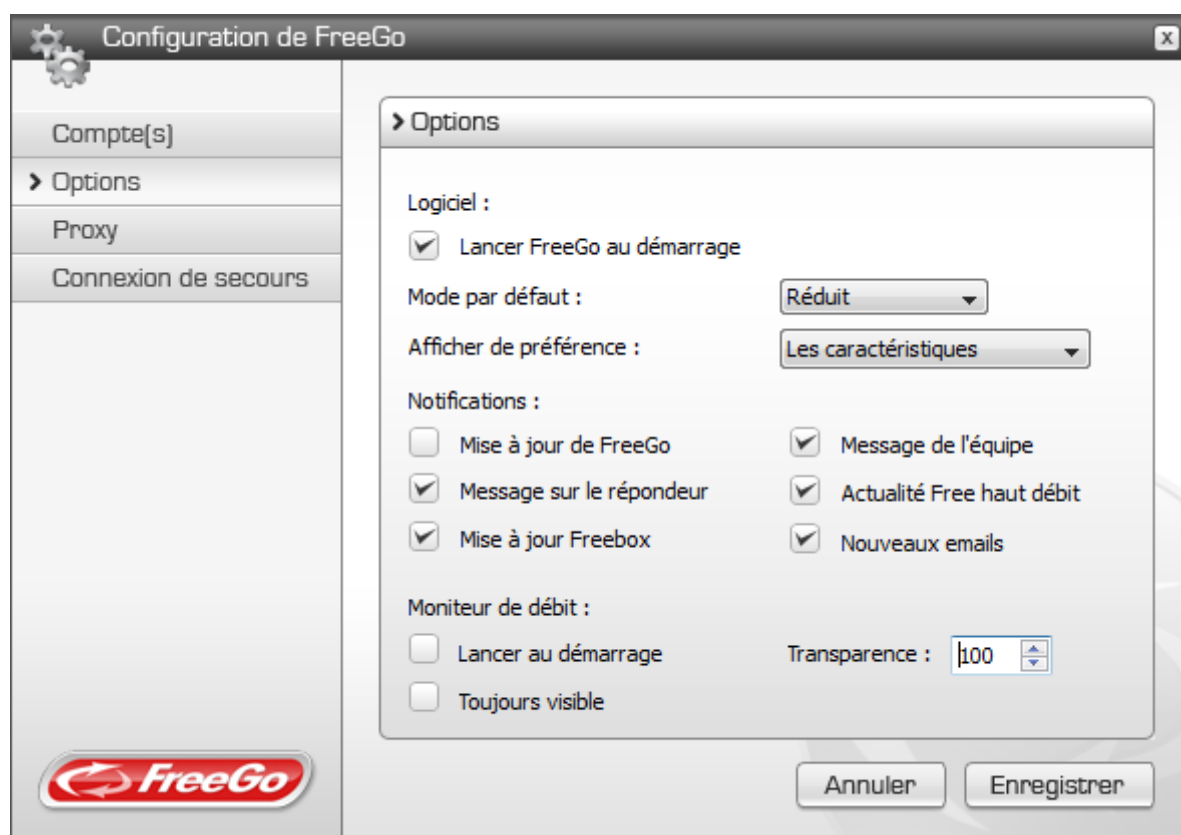 Configuration de FreeGo
Compte(s)
Options
Proxy
Connexion de secours
Options
Logiciel :
Lancer FreeGo au démarrage
Mode par défaut : Réduit
Afficher de préférence : Les caractéristiques
Notifications :
Mise à jour de FreeGo Message de l'équipe
Message sur le répondeur Actualité Free haut débit
Mise à jour Freebox Nouveaux emails
Moniteur de débit :
Lancer au démarrage Transparence : 100
Toujours visible
FreeGo
Annuler Enregistrer